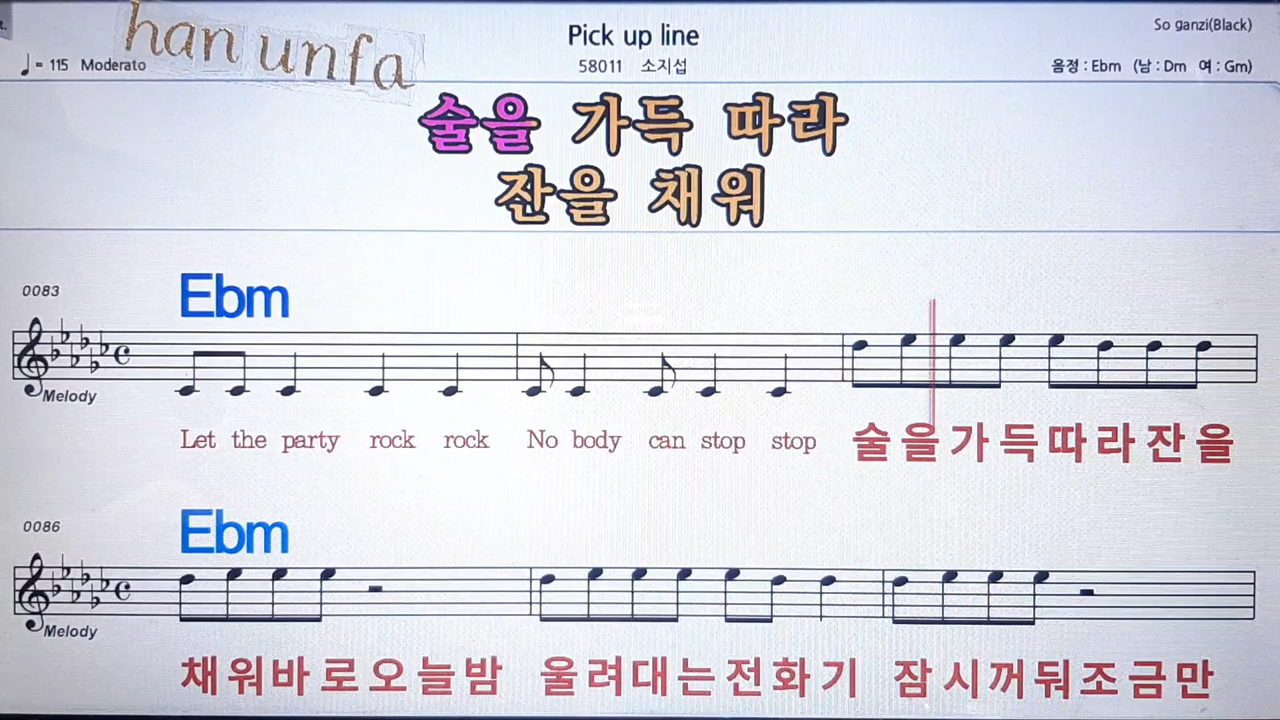 han unfa
Pick up line
So ganzi(Black)
♩= 115 Moderato
58011 소지섭
음정 : Ebm (남 : Dm 여 : Gm)
술을 가득 따라
잔을 채워
0083
Ebm
Melody
Let the party rock rock No body can stop stop 술을가득따라잔을
0086
Ebm
Melody
채워바로오늘밤 울려대는전화기 잠시꺼둬조금만